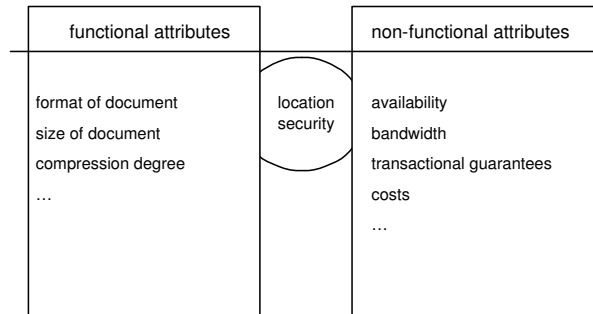 functional attributes
non-functional attributes
format of document
size of document
compression degree
…
location
security
availability
bandwidth
transactional guarantees
costs
…